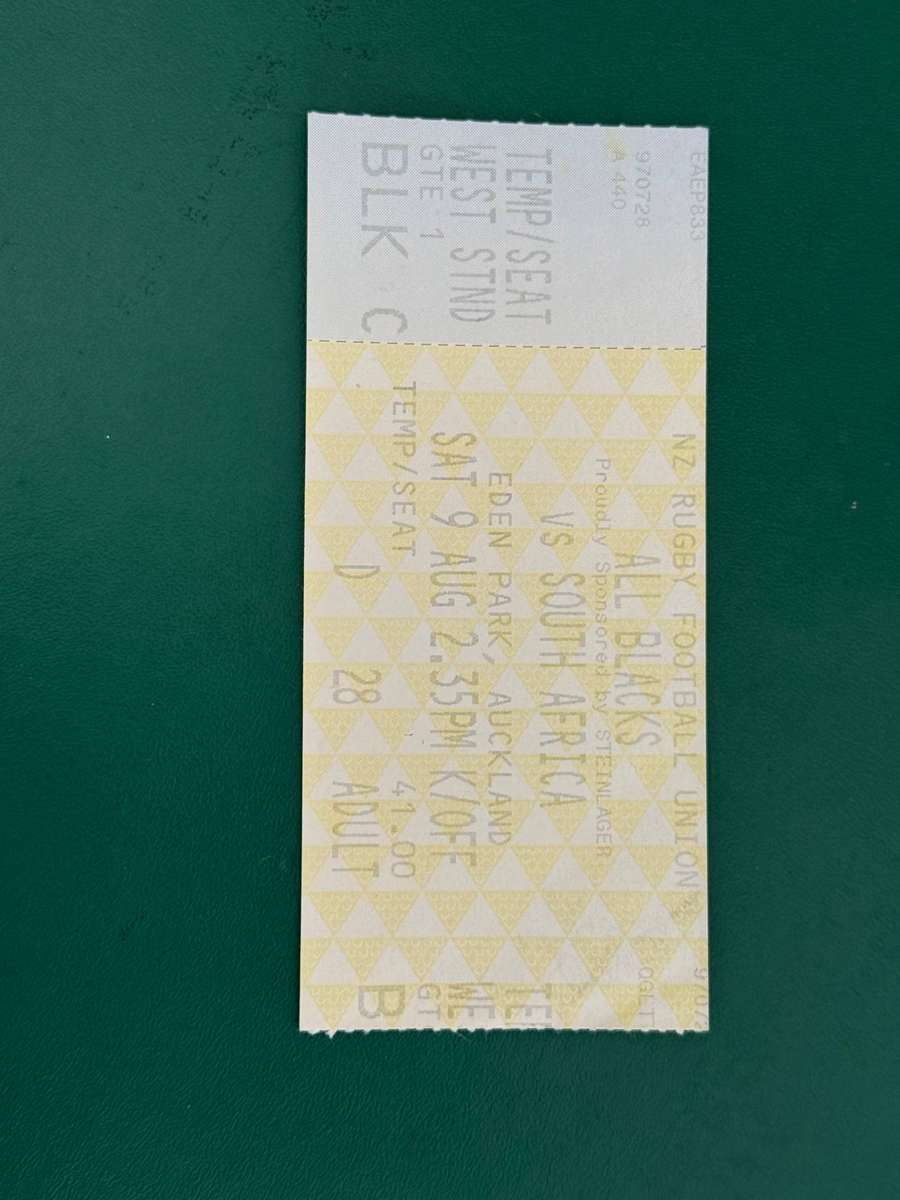 EAEP833
970728
A 440
TEMP/SEAT
WEST STND
GTE 1
BLK C
NZ RUGBY FOOTBALL UNION
ALL BLACKS
Proudly Sponsored by STEINLAGER
VS SOUTH AFRICA
EDEN PARK, AUCKLAND
SAT 9 AUG 2.35PM K/OFF
TEMP/SEAT 41.00
D 28 ADULT
TE
WE
GT
B